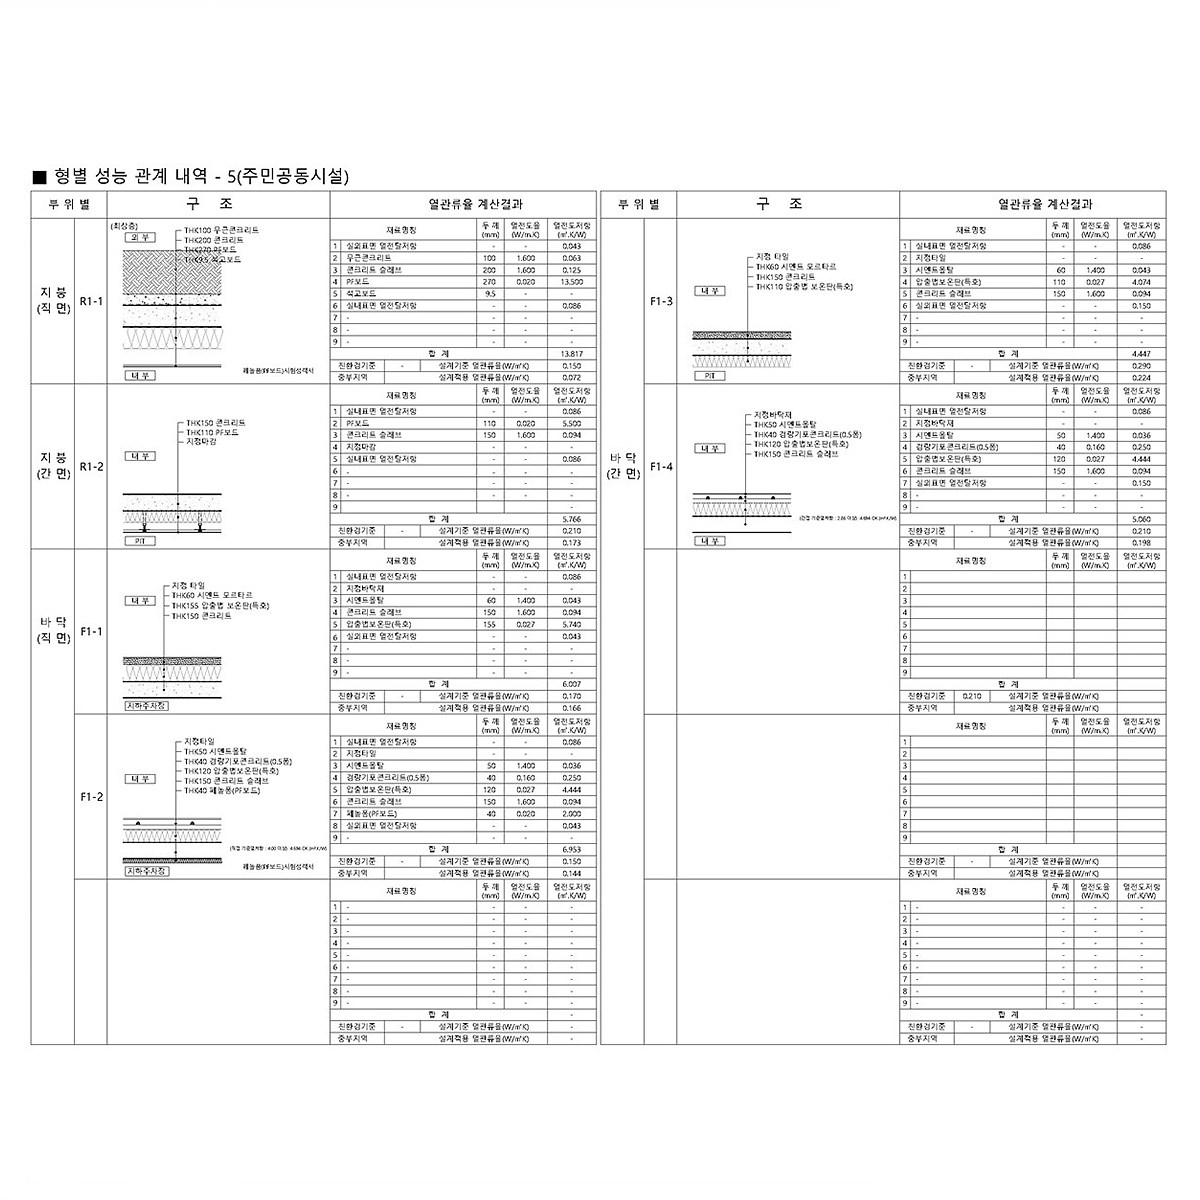 ■ 형별 성능 관계 내역 - 5(주민공동시설)
부 위 별 구 조 열관류율 계산결과
지 붕
(직 면)
R1-1
(최상층)
외 부
THK100 무근콘크리트
THK200 콘크리트
THK270 PF보드
THK9.5 석고보드
내 부
페놀폼(PF보드)시험성적서
재료명칭 두 께 (mm) 열전도율 (W/m.K) 열전도저항 (㎡.K/W)
1 실외표면 열전달저항 - - 0.043
2 무근콘크리트 100 1.600 0.063
3 콘크리트 슬래브 200 1.600 0.125
4 PF보드 270 0.020 13.500
5 석고보드 9.5 - -
6 실내표면 열전달저항 - - 0.086
7 - - - -
8 - - - -
9 - - - -
합 계 13.817
친환경기준 - 설계기준 열관류율(W/㎡K) 0.150
중부지역 설계적용 열관류율(W/㎡K) 0.072
지 붕
(간 면)
R1-2
THK150 콘크리트
THK110 PF보드
지정마감
내 부
PIT
재료명칭 두 께 (mm) 열전도율 (W/m.K) 열전도저항 (㎡.K/W)
1 실내표면 열전달저항 - - 0.086
2 PF보드 110 0.020 5.500
3 콘크리트 슬래브 150 1.600 0.094
4 지정마감 - - -
5 실내표면 열전달저항 - - 0.086
6 - - - -
7 - - - -
8 - - - -
9 - - - -
합 계 5.766
친환경기준 - 설계기준 열관류율(W/㎡K) 0.210
중부지역 설계적용 열관류율(W/㎡K) 0.173
바 닥
(직 면)
F1-1
지정 타일
THK60 시멘트 모르타르
THK155 압출법 보온판(특호)
THK150 콘크리트
내 부
지하주차장
재료명칭 두 께 (mm) 열전도율 (W/m.K) 열전도저항 (㎡.K/W)
1 실내표면 열전달저항 - - 0.086
2 지정바닥재 - - -
3 시멘트몰탈 60 1.400 0.043
4 콘크리트 슬래브 150 1.600 0.094
5 압출법보온판(특호) 155 0.027 5.740
6 실외표면 열전달저항 - - 0.043
7 - - - -
8 - - - -
9 - - - -
합 계 6.007
친환경기준 - 설계기준 열관류율(W/㎡K) 0.170
중부지역 설계적용 열관류율(W/㎡K) 0.166
F1-2
지정타일
THK50 시멘트몰탈
THK40 경량기포콘크리트(0.5품)
THK120 압출법보온판(특호)
THK150 콘크리트 슬래브
THK40 페놀폼(PF보드)
내 부
지하주차장
페놀폼(PF보드)시험성적서
재료명칭 두 께 (mm) 열전도율 (W/m.K) 열전도저항 (㎡.K/W)
1 실내표면 열전달저항 - - 0.086
2 지정타일 - - -
3 시멘트몰탈 50 1.400 0.036
4 경량기포콘크리트(0.5품) 40 0.160 0.250
5 압출법보온판(특호) 120 0.027 4.444
6 콘크리트 슬래브 150 1.600 0.094
7 페놀폼(PF보드) 40 0.020 2.000
8 실외표면 열전달저항 - - 0.043
9 - - - -
합 계 6.953
친환경기준 - 설계기준 열관류율(W/㎡K) 0.150
중부지역 설계적용 열관류율(W/㎡K) 0.144
재료명칭 두 께 (mm) 열전도율 (W/m.K) 열전도저항 (㎡.K/W)
1 - - - -
2 - - - -
3 - - - -
4 - - - -
5 - - - -
6 - - - -
7 - - - -
8 - - - -
9 - - - -
합 계 -
친환경기준 - 설계기준 열관류율(W/㎡K) -
중부지역 설계적용 열관류율(W/㎡K) -
부 위 별 구 조 열관류율 계산결과
바 닥
(간 면)
F1-3
지정 타일
THK60 시멘트 모르타르
THK150 콘크리트
THK110 압출법 보온판(특호)
내 부
PIT
재료명칭 두 께 (mm) 열전도율 (W/m.K) 열전도저항 (㎡.K/W)
1 실내표면 열전달저항 - - 0.086
2 지정타일 - - -
3 시멘트몰탈 60 1.400 0.043
4 압출법보온판(특호) 110 0.027 4.074
5 콘크리트 슬래브 150 1.600 0.094
6 실외표면 열전달저항 - - 0.150
7 - - - -
8 - - - -
9 - - - -
합 계 4.447
친환경기준 - 설계기준 열관류율(W/㎡K) 0.290
중부지역 설계적용 열관류율(W/㎡K) 0.224
F1-4
지정바닥재
THK50 시멘트몰탈
THK40 경량기포콘크리트(0.5품)
THK120 압출법보온판(특호)
THK150 콘크리트 슬래브
내 부
내 부
재료명칭 두 께 (mm) 열전도율 (W/m.K) 열전도저항 (㎡.K/W)
1 실내표면 열전달저항 - - 0.086
2 지정바닥재 - - -
3 시멘트몰탈 50 1.400 0.036
4 경량기포콘크리트(0.5품) 40 0.160 0.250
5 압출법보온판(특호) 120 0.027 4.444
6 콘크리트 슬래브 150 1.600 0.094
7 실외표면 열전달저항 - - 0.150
8 - - - -
9 - - - -
합 계 5.060
친환경기준 - 설계기준 열관류율(W/㎡K) 0.210
중부지역 설계적용 열관류율(W/㎡K) 0.198
재료명칭 두 께 (mm) 열전도율 (W/m.K) 열전도저항 (㎡.K/W)
1
2
3
4
5
6
7
8
9
합 계
친환경기준 0.210 설계기준 열관류율(W/㎡K)
중부지역 설계적용 열관류율(W/㎡K)
재료명칭 두 께 (mm) 열전도율 (W/m.K) 열전도저항 (㎡.K/W)
1
2
3
4
5
6
7
8
9
합 계
친환경기준 - 설계기준 열관류율(W/㎡K)
중부지역 설계적용 열관류율(W/㎡K)
재료명칭 두 께 (mm) 열전도율 (W/m.K) 열전도저항 (㎡.K/W)
1 - - - -
2 - - - -
3 - - - -
4 - - - -
5 - - - -
6 - - - -
7 - - - -
8 - - - -
9 - - - -
합 계 -
친환경기준 - 설계기준 열관류율(W/㎡K) -
중부지역 설계적용 열관류율(W/㎡K) -